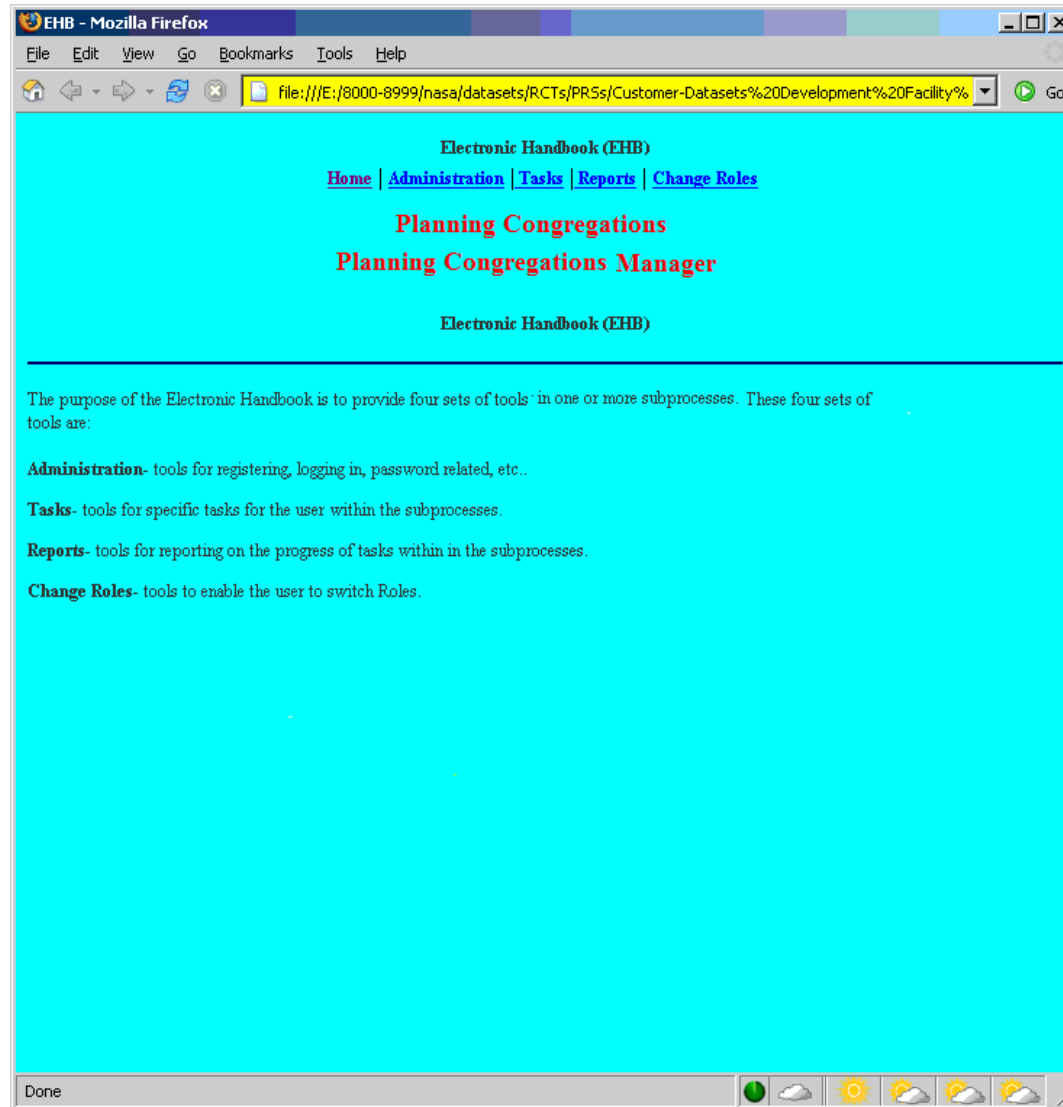 EHB - Mozilla Firefox
File Edit View Go Bookmarks Tools Help
file:///E:/8000-8999/nasa/datasets/RCTs/PRSs/Customer-Datasets%20Development%20Facility% Go
Electronic Handbook (EHB)
Home | Administration | Tasks | Reports | Change Roles
Planning Congregations
Planning Congregations Manager
Electronic Handbook (EHB)
The purpose of the Electronic Handbook is to provide four sets of tools in one or more subprocesses. These four sets of
tools are:
Administration- tools for registering, logging in, password related, etc..
Tasks- tools for specific tasks for the user within the subprocesses.
Reports- tools for reporting on the progress of tasks within in the subprocesses.
Change Roles- tools to enable the user to switch Roles.
Done